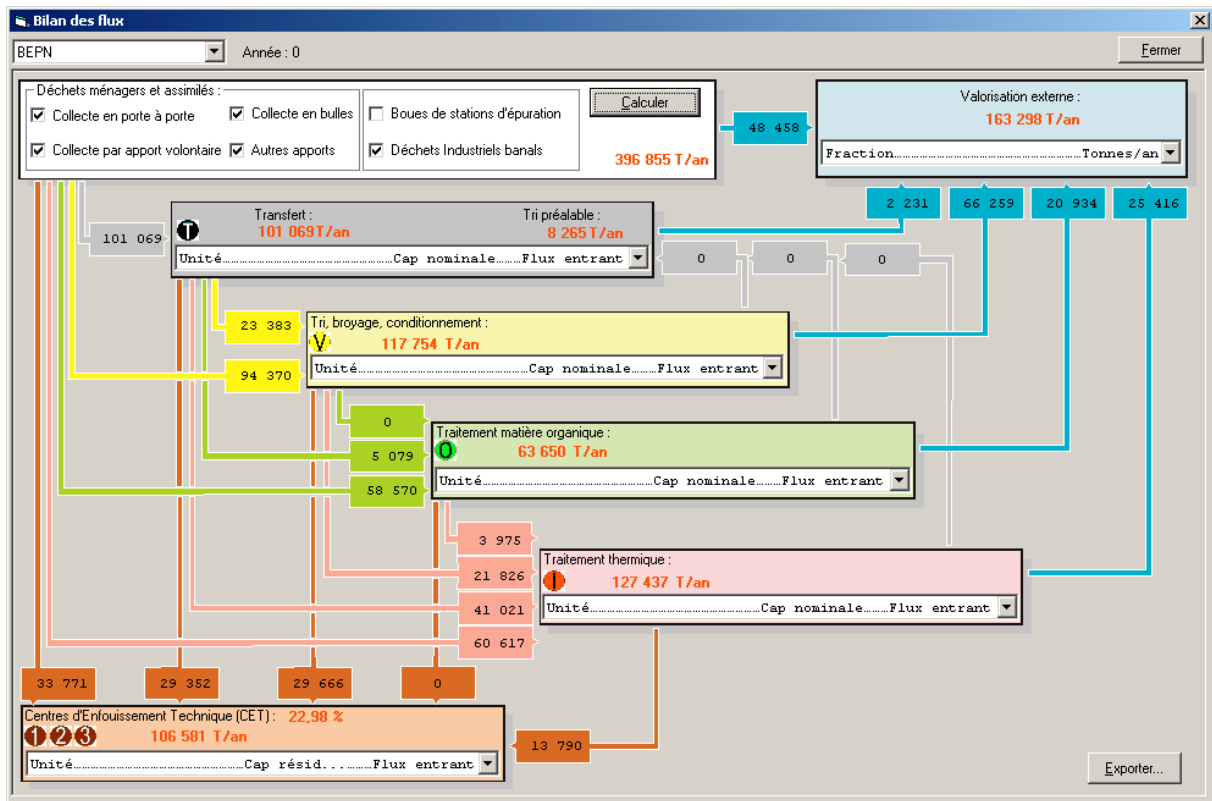 Bilan des flux
BEPN Année : 0 Fermer
Déchets ménagers et assimilés :
Collecte en porte à porte Collecte en bulles Boues de stations d'épuration Calculer
Collecte par apport volontaire Autres apports Déchets Industriels banals 396 855 T/an
48 458
Valorisation externe :
163 298 T/an
Fraction.....Tonnes/an
2 231 66 259 20 934 25 416
101 069
T Transfert : Tri préalable :
101 069T/an 8 265T/an
Unité.....Cap nominale.....Flux entrant
0 0 0
23 383
94 370
Tri, broyage, conditionnement :
V 117 754 T/an
Unité.....Cap nominale.....Flux entrant
0
5 079
58 570
Traitement matière organique :
O 63 650 T/an
Unité.....Cap nominale.....Flux entrant
3 975
21 826
41 021
60 617
Traitement thermique :
I 127 437 T/an
Unité.....Cap nominale.....Flux entrant
33 771 29 352 29 666 0
Centres d'Enfouissement Technique (CET) : 22,98 %
1 2 3 106 581 T/an
Unité.....Cap résid........Flux entrant
13 790
Exporter...